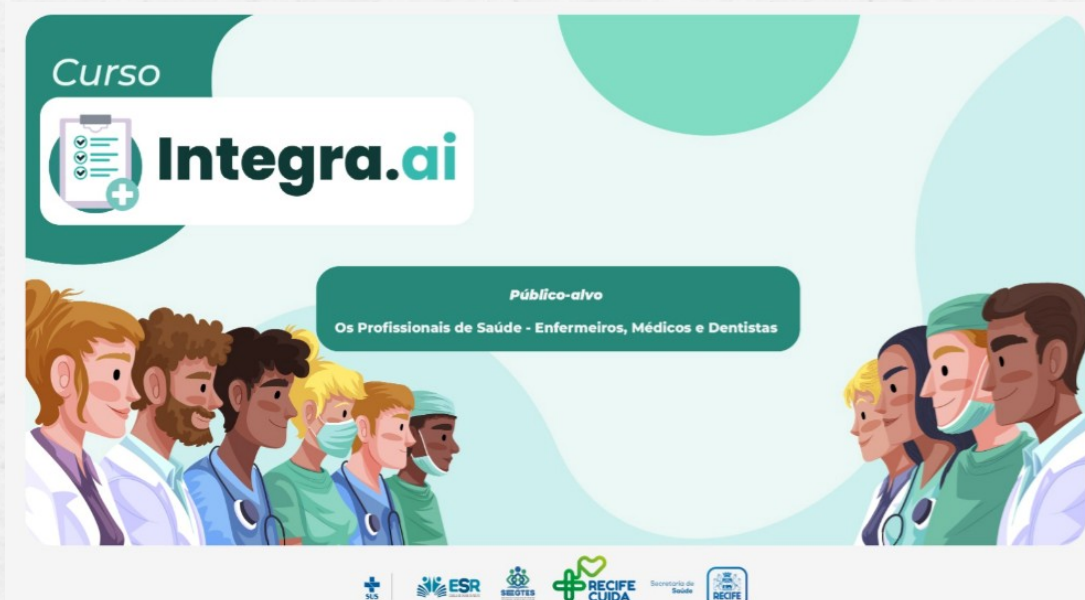 Curso
Integra.ai
Público-alvo
Os Profissionais de Saúde - Enfermeiros, Médicos e Dentistas
SUS
ESR
SEGTES
RECIFE
CUIDA
Secretaria de
Saúde
RECIFE